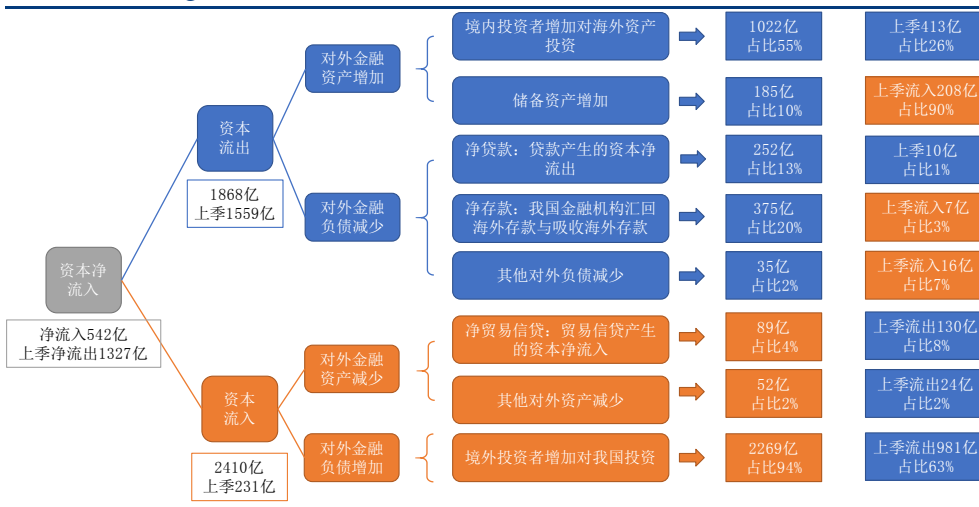 境内投资者增加对海外资产
投资
1022亿
占比55%
上季413亿
占比26%
对外金融
资产增加
储备资产增加
185亿
占比10%
上季流入208亿
占比90%
资本
流出
1868亿
上季1559亿
净贷款：贷款产生的资本净
流出
252亿
占比13%
上季10亿
占比1%
对外金融
负债减少
净存款：我国金融机构汇回
海外存款与吸收海外存款
375亿
占比20%
上季流入7亿
占比3%
其他对外负债减少
35亿
占比2%
上季流入16亿
占比7%
资本净
流入
净流入542亿
上季净流出1327亿
净贸易信贷：贸易信贷产生
的资本净流入
89亿
占比4%
上季流出130亿
占比8%
对外金融
资产减少
其他对外资产减少
52亿
占比2%
上季流出24亿
占比2%
资本
流入
2410亿
上季231亿
对外金融
负债增加
境外投资者增加对我国投资
2269亿
占比94%
上季流出981亿
占比63%